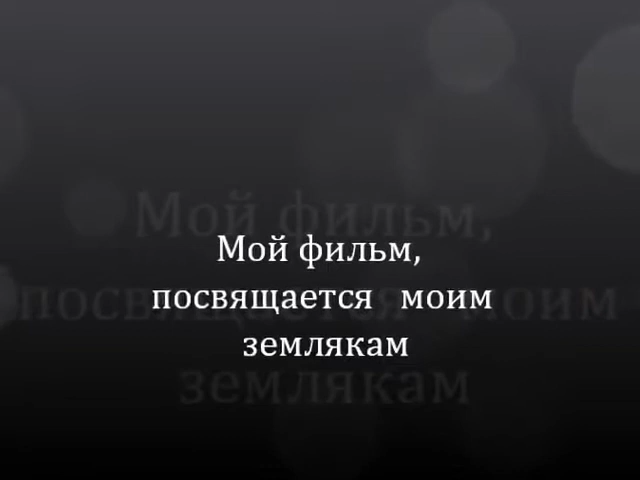 Мой фильм,
посвящается моим
землякам